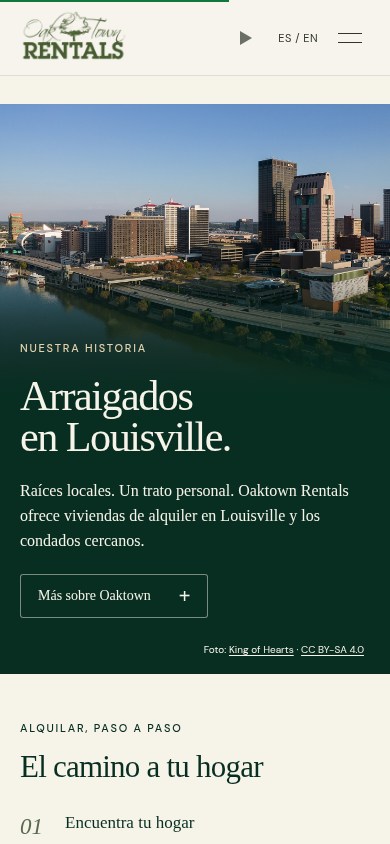 Oak Town
RENTALS
ES / EN
NUESTRA HISTORIA
Arraigados
en Louisville.
Raíces locales. Un trato personal. Oaktown Rentals
ofrece viviendas de alquiler en Louisville y los
condados cercanos.
Más sobre Oaktown +
Foto: King of Hearts · CC BY-SA 4.0
ALQUILAR, PASO A PASO
El camino a tu hogar
01 Encuentra tu hogar